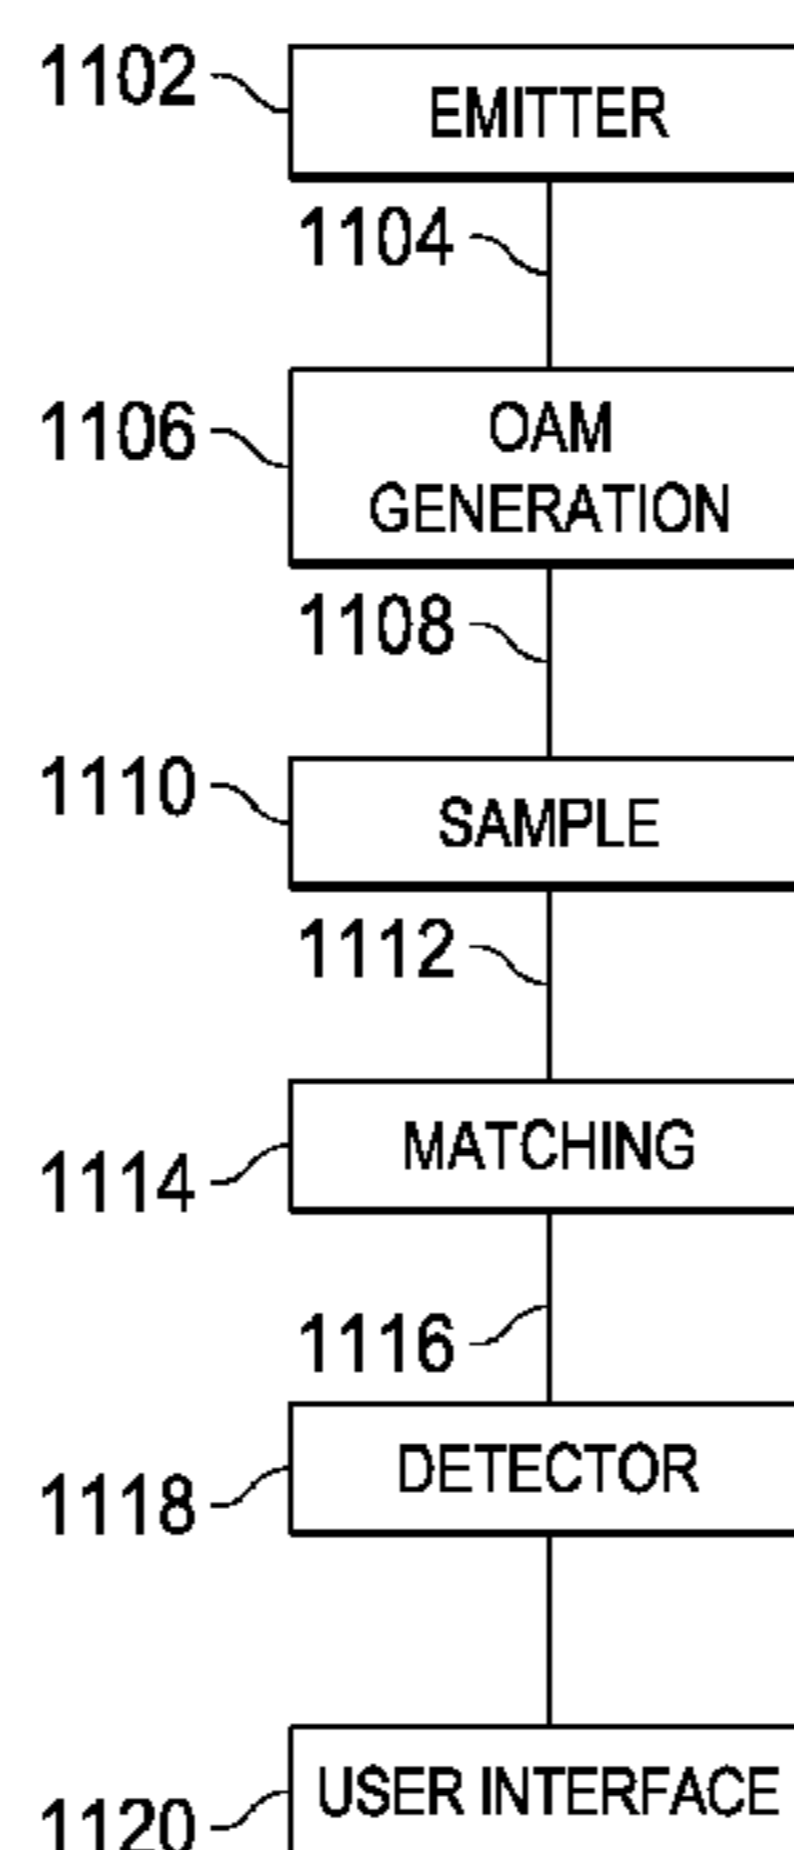 1102
EMITTER
1104
1106
OAM
GENERATION
1108
1110
SAMPLE
1112
1114
MATCHING
1116
1118
DETECTOR
1120
USER INTERFACE